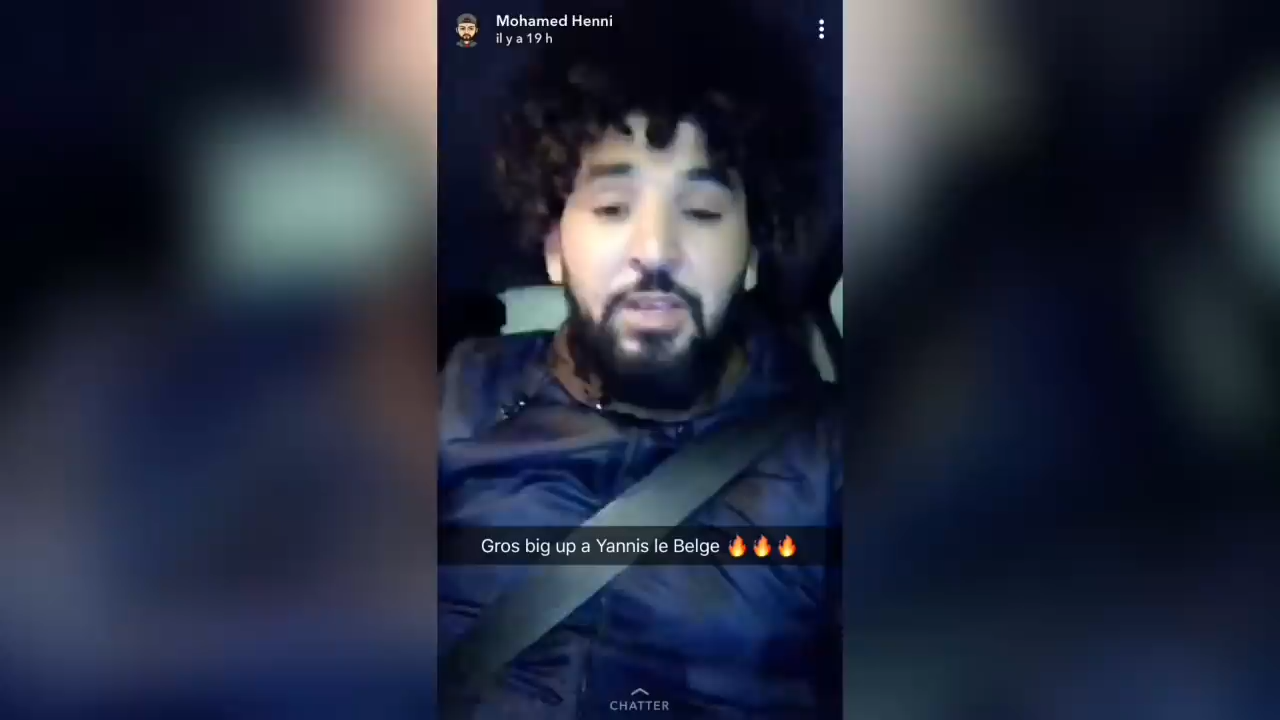 Mohamed Henni
il y a 19 h
Gros big up a Yannis le Belge 🔥🔥🔥
CHATTER